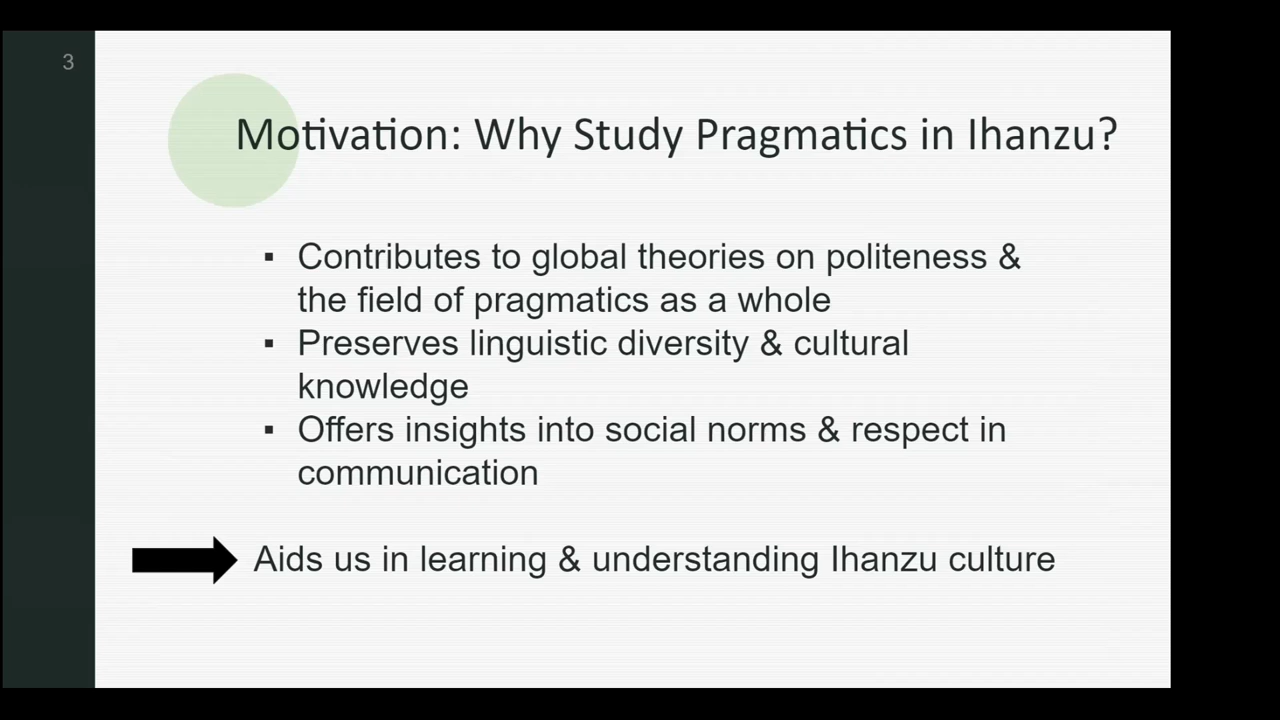 3
Motivation: Why Study Pragmatics in Ihanzu?
▪ Contributes to global theories on politeness &
the field of pragmatics as a whole
▪ Preserves linguistic diversity & cultural
knowledge
▪ Offers insights into social norms & respect in
communication
Aids us in learning & understanding Ihanzu culture